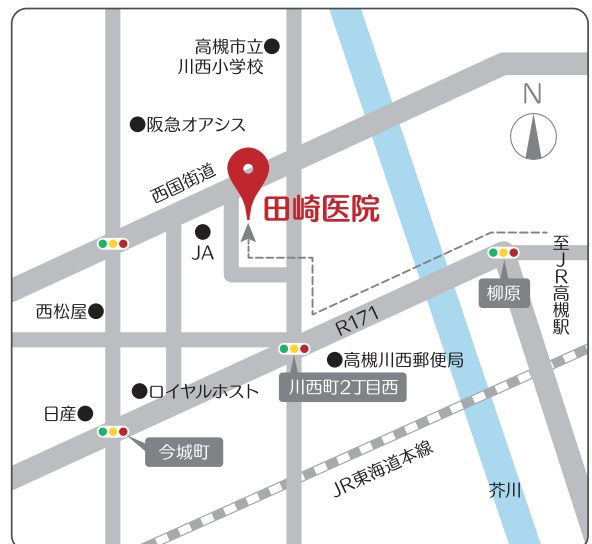 高槻市立
川西小学校
N
阪急オアシス
西国街道
田崎医院
JA
至JR高槻駅
柳原
西松屋
R171
高槻川西郵便局
ロイヤルホスト
川西町2丁目西
日産
今城町
JR東海道本線
芥川